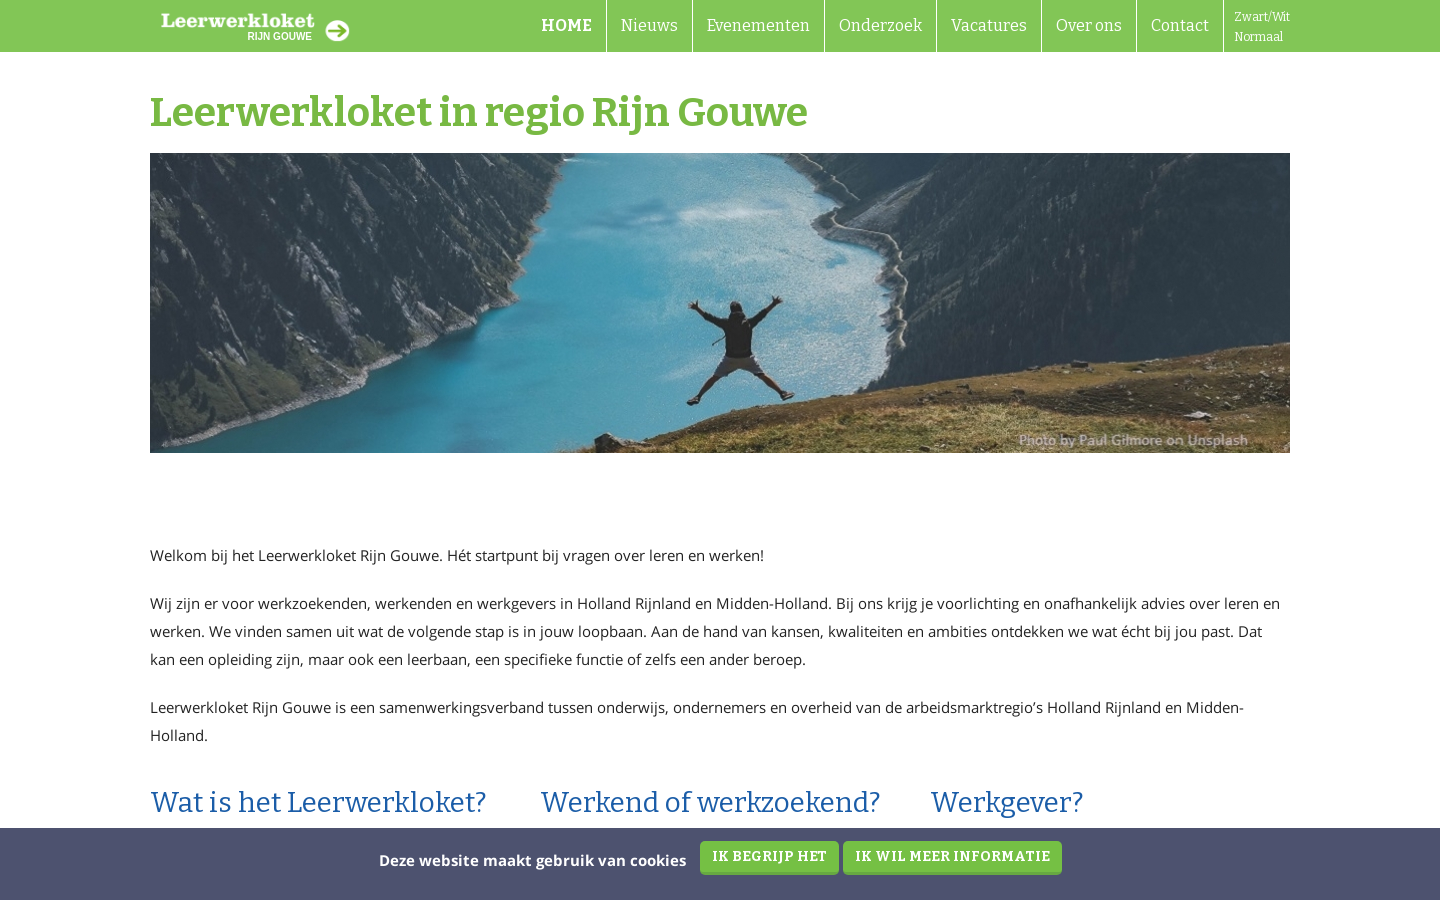 Leerwerkloket
RIJN GOUWE
HOME
Nieuws
Evenementen
Onderzoek
Vacatures
Over ons
Contact
Zwart/Wit
Normaal
Leerwerkloket in regio Rijn Gouwe
Photo by Paul Gilmore on Unsplash
Welkom bij het Leerwerkloket Rijn Gouwe. Hét startpunt bij vragen over leren en werken!
Wij zijn er voor werkzoekenden, werkenden en werkgevers in Holland Rijnland en Midden-Holland. Bij ons krijg je voorlichting en onafhankelijk advies over leren en
werken. We vinden samen uit wat de volgende stap is in jouw loopbaan. Aan de hand van kansen, kwaliteiten en ambities ontdekken we wat écht bij jou past. Dat
kan een opleiding zijn, maar ook een leerbaan, een specifieke functie of zelfs een ander beroep.
Leerwerkloket Rijn Gouwe is een samenwerkingsverband tussen onderwijs, ondernemers en overheid van de arbeidsmarktregio’s Holland Rijnland en Midden-
Holland.
Wat is het Leerwerkloket?
Werkend of werkzoekend?
Werkgever?
Deze website maakt gebruik van cookies
IK BEGRIJP HET
IK WIL MEER INFORMATIE